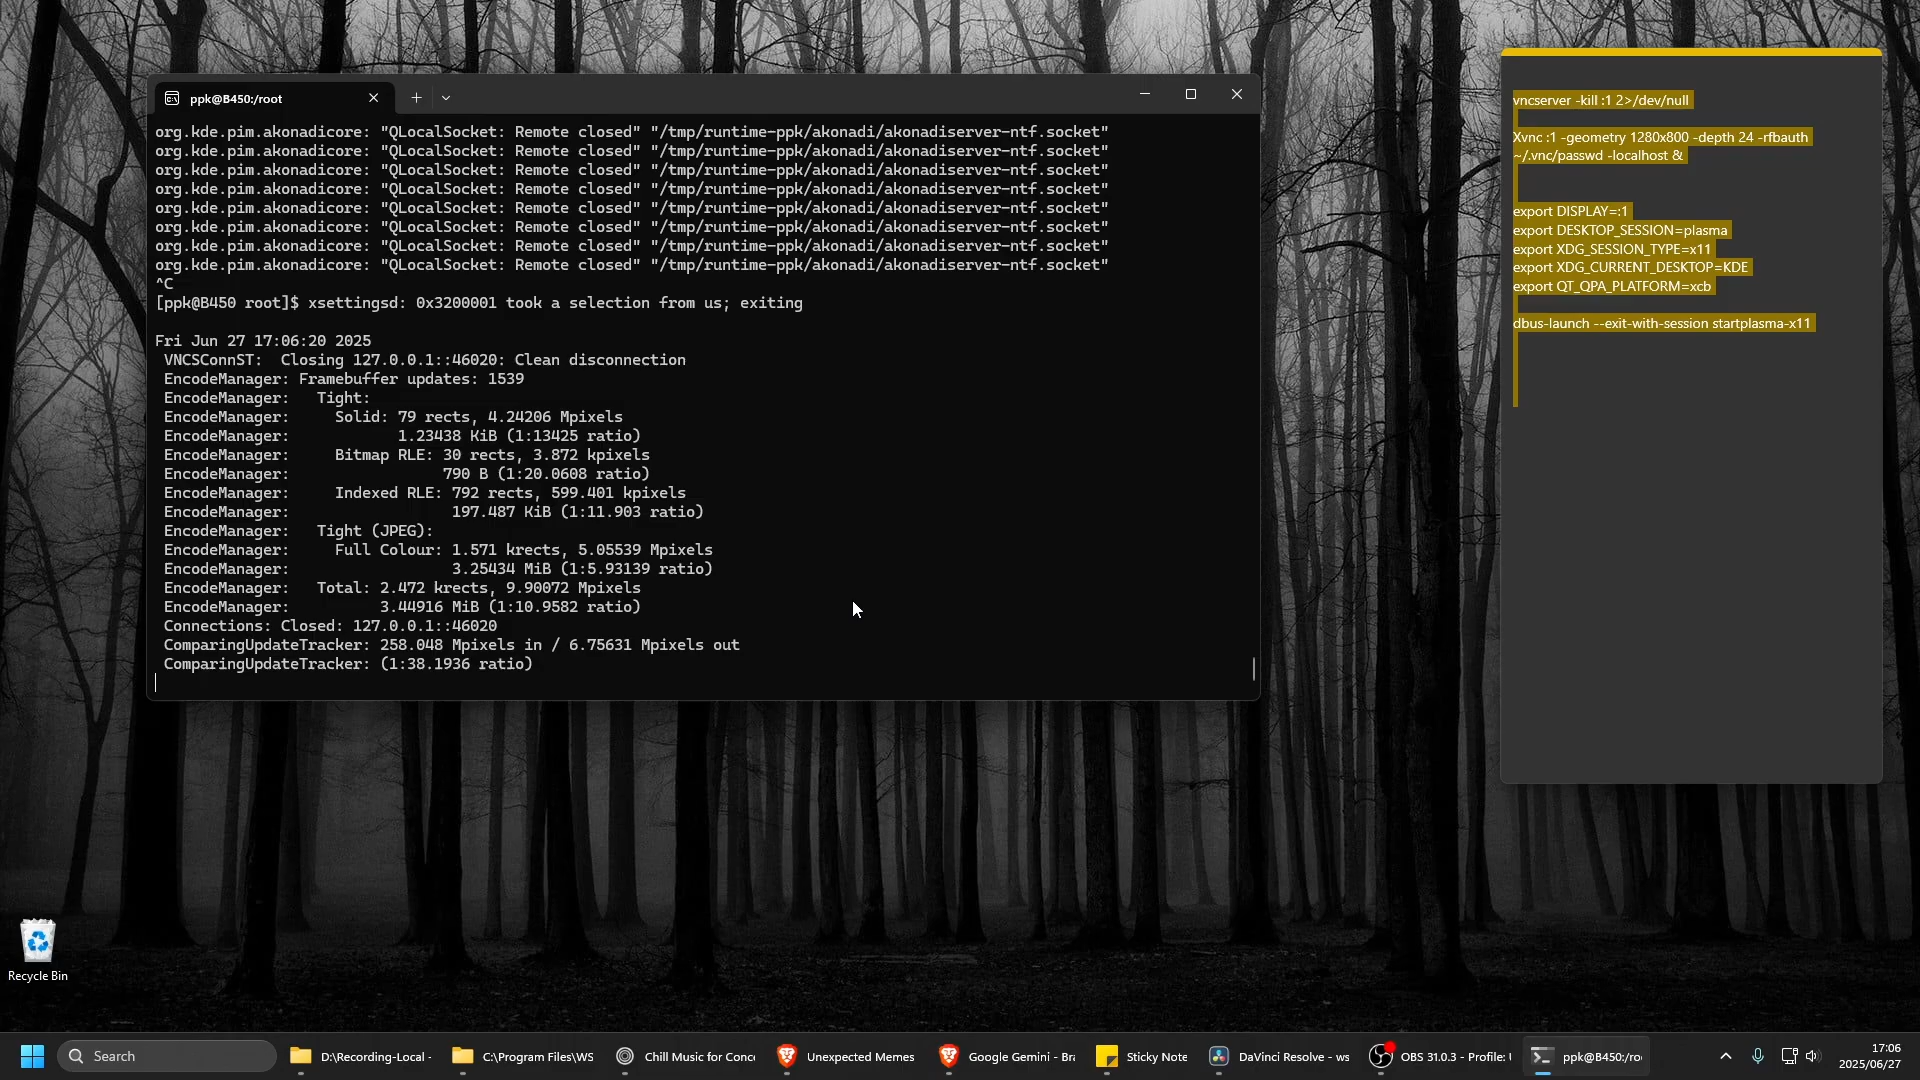 ppk@B450:/root
org.kde.pim.akonadicore: "QLocalSocket: Remote closed" "/tmp/runtime-ppk/akonadi/akonadiserver-ntf.socket"
org.kde.pim.akonadicore: "QLocalSocket: Remote closed" "/tmp/runtime-ppk/akonadi/akonadiserver-ntf.socket"
org.kde.pim.akonadicore: "QLocalSocket: Remote closed" "/tmp/runtime-ppk/akonadi/akonadiserver-ntf.socket"
org.kde.pim.akonadicore: "QLocalSocket: Remote closed" "/tmp/runtime-ppk/akonadi/akonadiserver-ntf.socket"
org.kde.pim.akonadicore: "QLocalSocket: Remote closed" "/tmp/runtime-ppk/akonadi/akonadiserver-ntf.socket"
org.kde.pim.akonadicore: "QLocalSocket: Remote closed" "/tmp/runtime-ppk/akonadi/akonadiserver-ntf.socket"
org.kde.pim.akonadicore: "QLocalSocket: Remote closed" "/tmp/runtime-ppk/akonadi/akonadiserver-ntf.socket"
org.kde.pim.akonadicore: "QLocalSocket: Remote closed" "/tmp/runtime-ppk/akonadi/akonadiserver-ntf.socket"
^C
[ppk@B450 root]$ xsettingsd: 0x3200001 took a selection from us; exiting
Fri Jun 27 17:06:20 2025
VNCSConnST:  Closing 127.0.0.1::46020: Clean disconnection
EncodeManager: Framebuffer updates: 1539
EncodeManager:   Tight:
EncodeManager:     Solid: 79 rects, 4.24206 Mpixels
EncodeManager:            1.23438 KiB (1:13425 ratio)
EncodeManager:     Bitmap RLE: 30 rects, 3.872 kpixels
EncodeManager:                 790 B (1:20.0608 ratio)
EncodeManager:     Indexed RLE: 792 rects, 599.401 kpixels
EncodeManager:                  197.487 KiB (1:11.903 ratio)
EncodeManager:   Tight (JPEG):
EncodeManager:     Full Colour: 1.571 krects, 5.05539 Mpixels
EncodeManager:                  3.25434 MiB (1:5.93139 ratio)
EncodeManager:   Total: 2.472 krects, 9.90072 Mpixels
EncodeManager:          3.44916 MiB (1:10.9582 ratio)
Connections: Closed: 127.0.0.1::46020
ComparingUpdateTracker: 258.048 Mpixels in / 6.75631 Mpixels out
ComparingUpdateTracker: (1:38.1936 ratio)
vncserver -kill :1 2>/dev/null
Xvnc :1 -geometry 1280x800 -depth 24 -rfbauth
~/.vnc/passwd -localhost &
export DISPLAY=:1
export DESKTOP_SESSION=plasma
export XDG_SESSION_TYPE=x11
export XDG_CURRENT_DESKTOP=KDE
export QT_QPA_PLATFORM=xcb
dbus-launch --exit-with-session startplasma-x11
Recycle Bin
Search
D:\Recording-Local -
C:\Program Files\WS
Chill Music for Conc
Unexpected Memes
Google Gemini - Bra
Sticky Note
DaVinci Resolve - ws
OBS 31.0.3 - Profile:
ppk@B450:/ro
17:06
2025/06/27